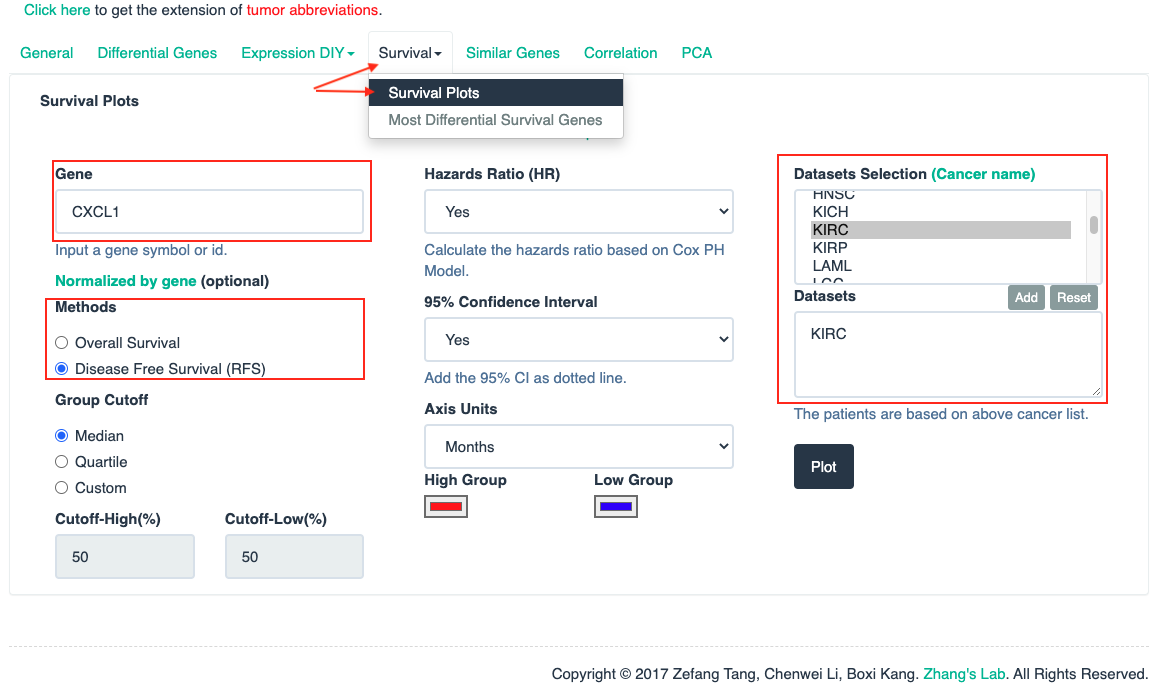 Click here to get the extension of tumor abbreviations.
General Differential Genes Expression DIY Survival Similar Genes Correlation PCA
Survival Plots
Most Differential Survival Genes
Survival Plots
Gene
CXCL1
Input a gene symbol or id.
Normalized by gene (optional)
Methods
Overall Survival
Disease Free Survival (RFS)
Group Cutoff
Median
Quartile
Custom
Cutoff-High(%) Cutoff-Low(%)
50 50
Hazards Ratio (HR)
Yes
Calculate the hazards ratio based on Cox PH
Model.
95% Confidence Interval
Yes
Add the 95% CI as dotted line.
Axis Units
Months
High Group Low Group
Datasets Selection (Cancer name)
HNSC
KICH
KIRC
KIRP
LAML
LGG
Datasets Add Reset
KIRC
The patients are based on above cancer list.
Plot
Copyright © 2017 Zefang Tang, Chenwei Li, Boxi Kang. Zhang's Lab. All Rights Reserved.